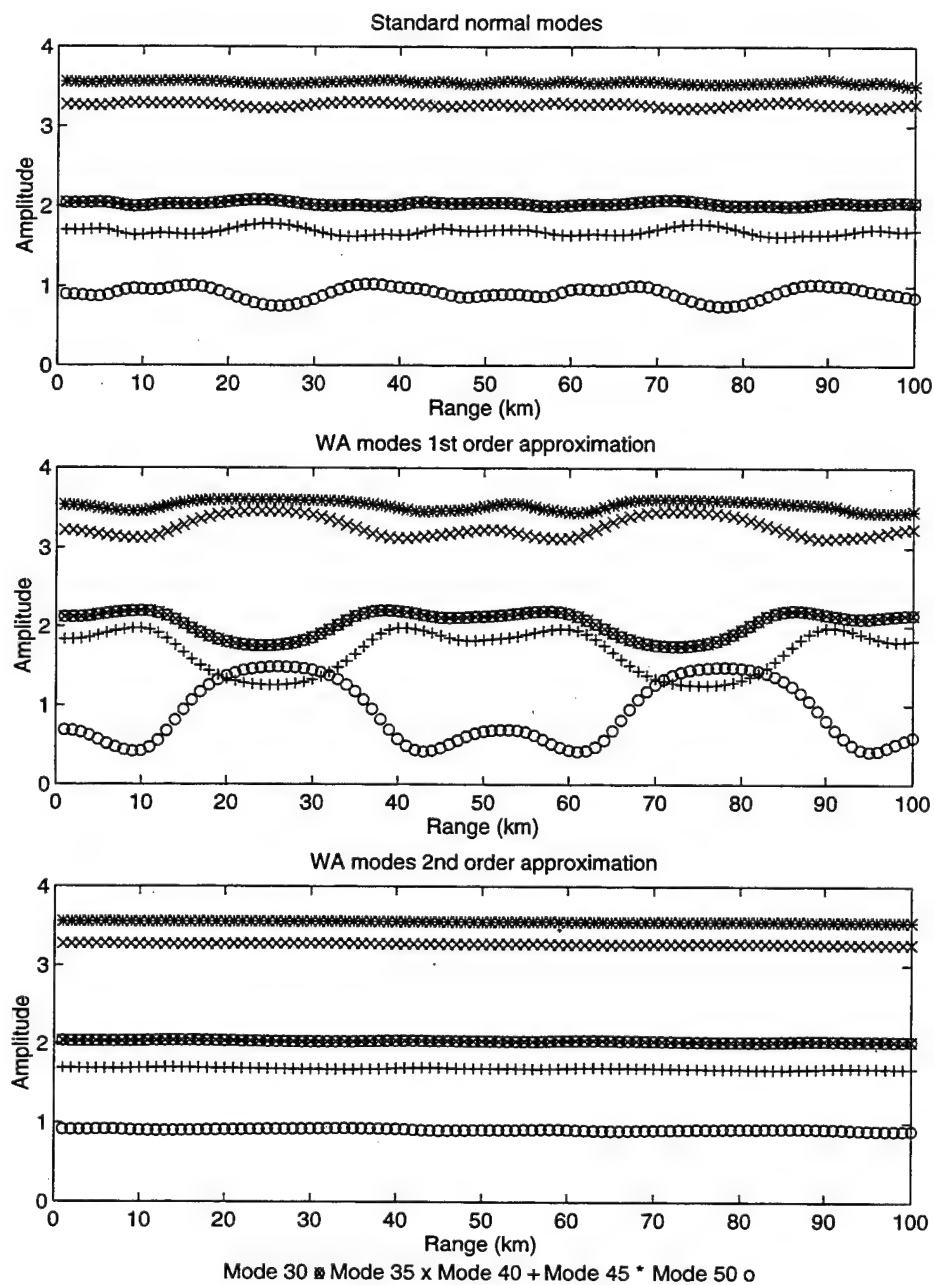 Standard normal modes
4
3
2
1
0
Amplitude
0 10 20 30 40 50 60 70 80 90 100
Range (km)
WA modes 1st order approximation
4
3
2
1
0
Amplitude
0 10 20 30 40 50 60 70 80 90 100
Range (km)
WA modes 2nd order approximation
4
3
2
1
0
Amplitude
0 10 20 30 40 50 60 70 80 90 100
Range (km)
Mode 30 ⊠ Mode 35 x Mode 40 + Mode 45 * Mode 50 o